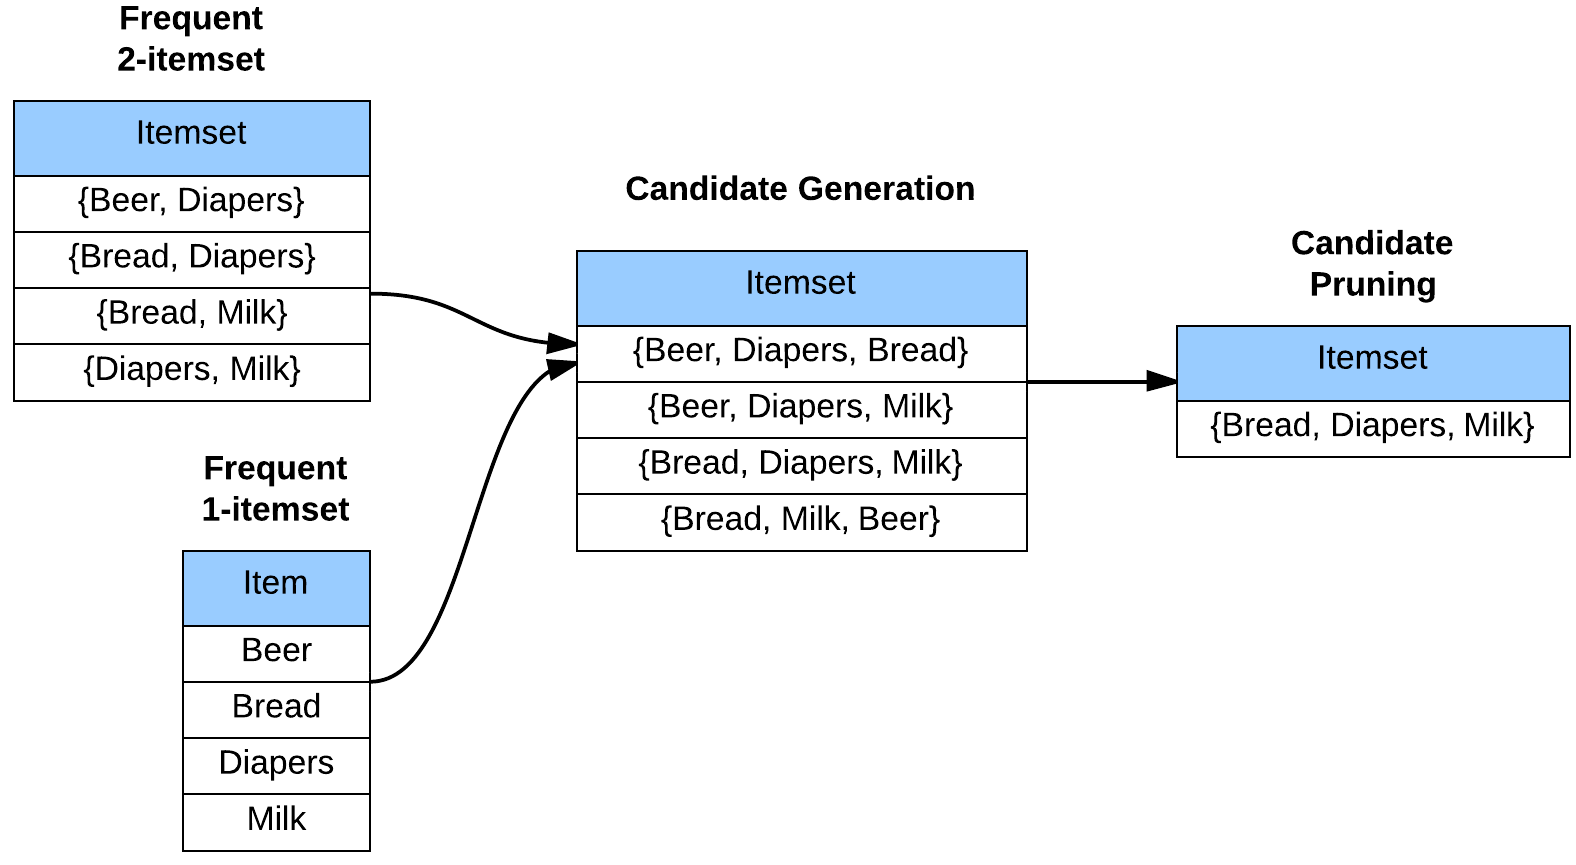 Frequent
2-itemset
Itemset
{Beer, Diapers}
{Bread, Diapers}
{Bread, Milk}
{Diapers, Milk}
Frequent
1-itemset
Item
Beer
Bread
Diapers
Milk
Candidate Generation
Itemset
{Beer, Diapers, Bread}
{Beer, Diapers, Milk}
{Bread, Diapers, Milk}
{Bread, Milk, Beer}
Candidate
Pruning
Itemset
{Bread, Diapers, Milk}